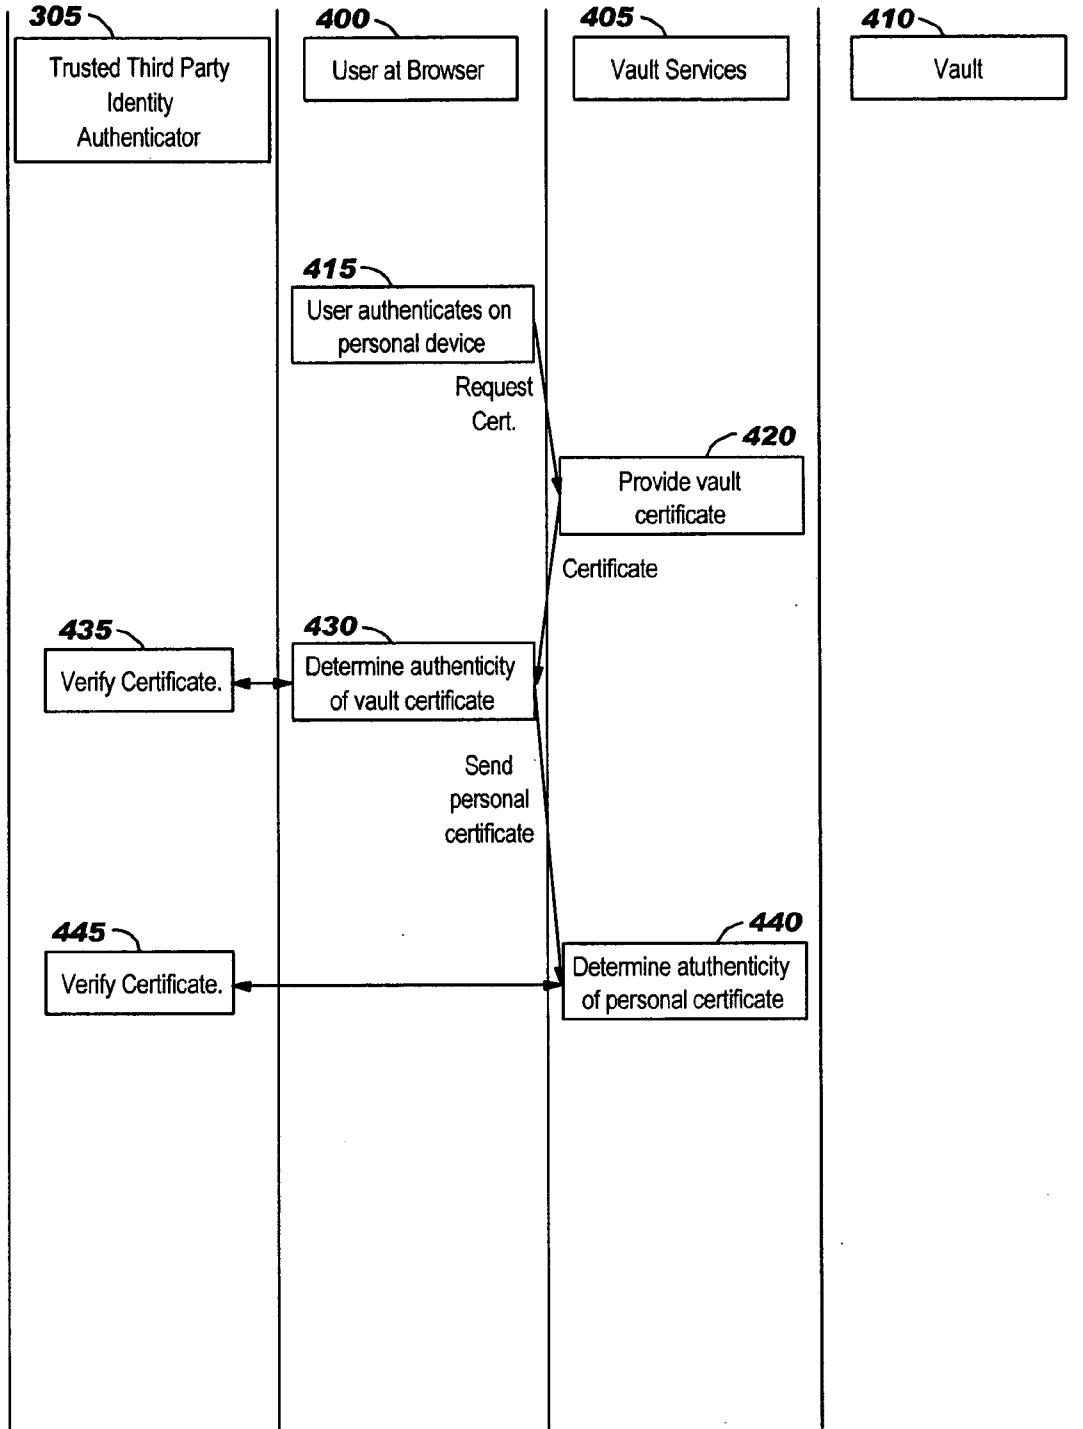 305
400
405
410
Trusted Third Party
Identity
Authenticator
User at Browser
Vault Services
Vault
415
User authenticates on
personal device
Request
Cert.
420
Provide vault
certificate
Certificate
435
430
Verify Certificate.
Determine authenticity
of vault certificate
Send
personal
certificate
445
440
Verify Certificate.
Determine atuthenticity
of personal certificate